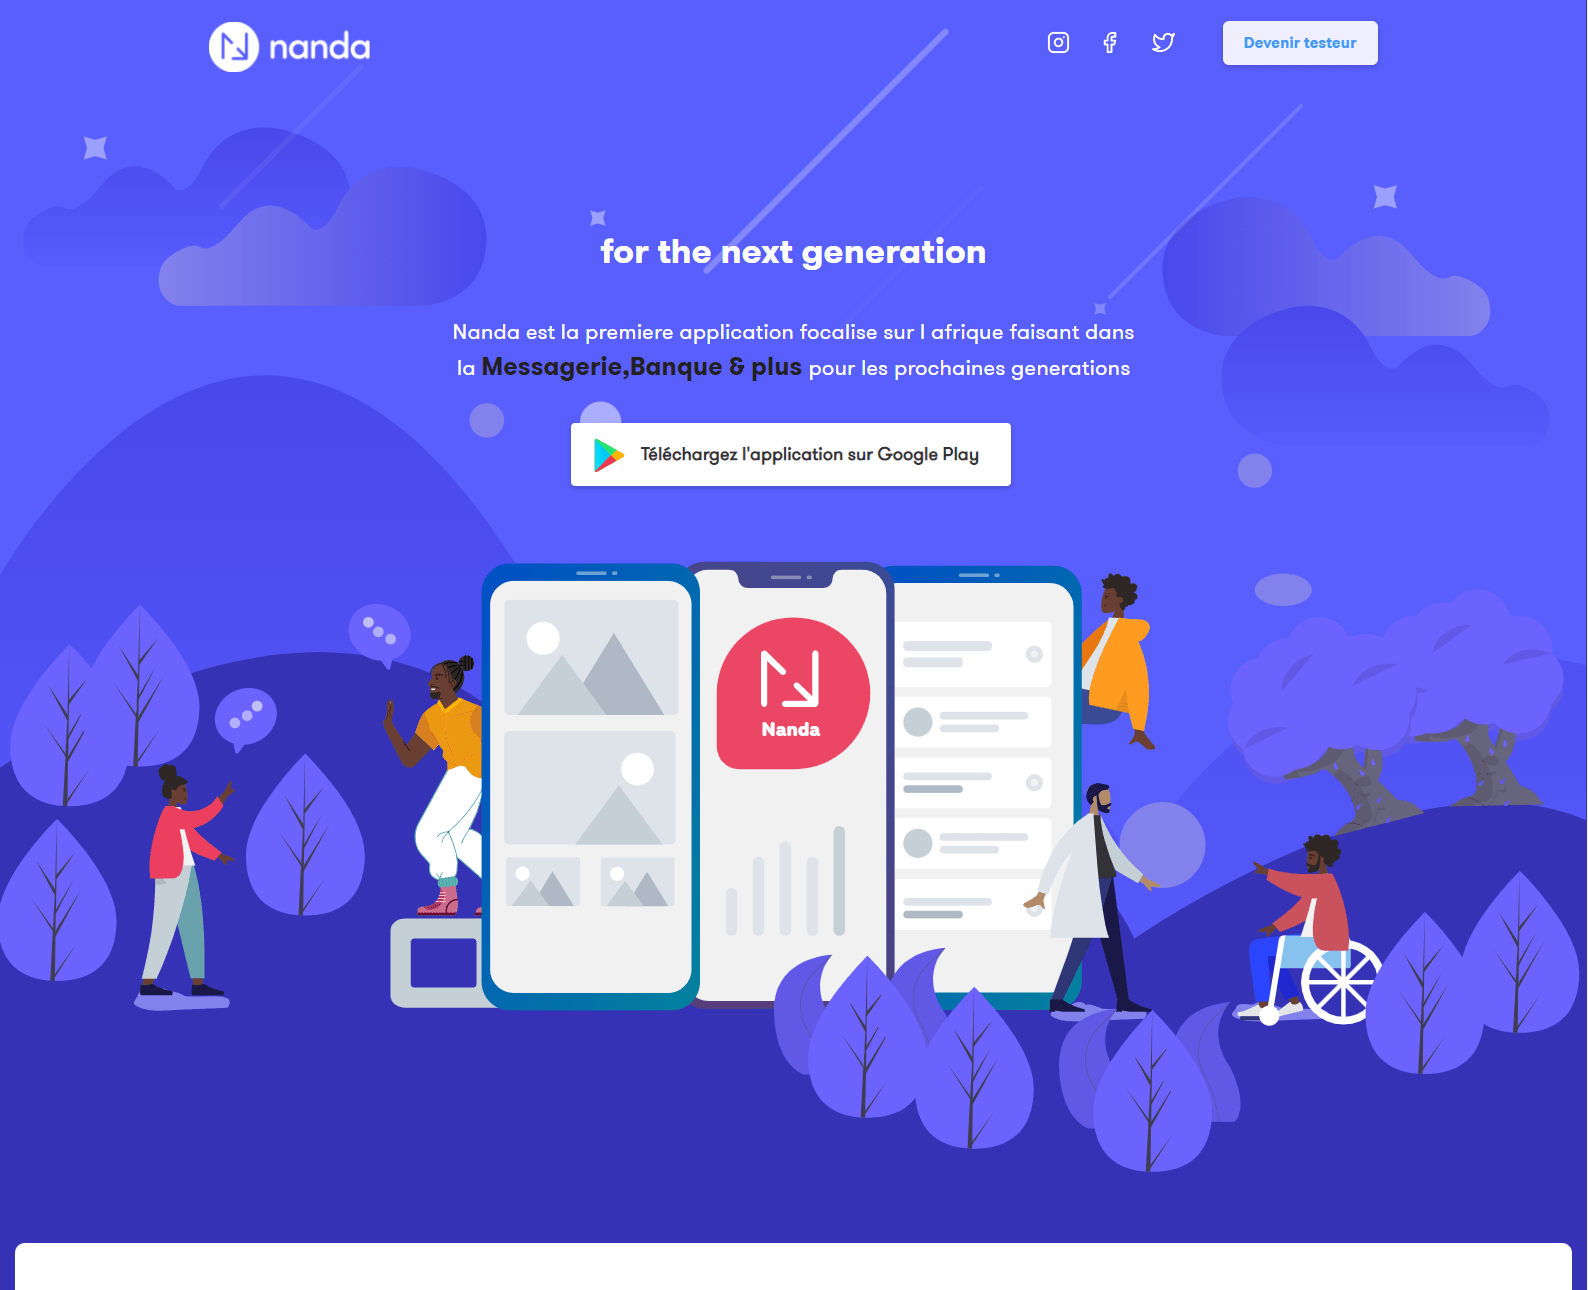 nanda
Devenir testeur
for the next generation
Nanda est la premiere application focalise sur l afrique faisant dans
la Messagerie,Banque & plus pour les prochaines generations
Téléchargez l'application sur Google Play
Nanda